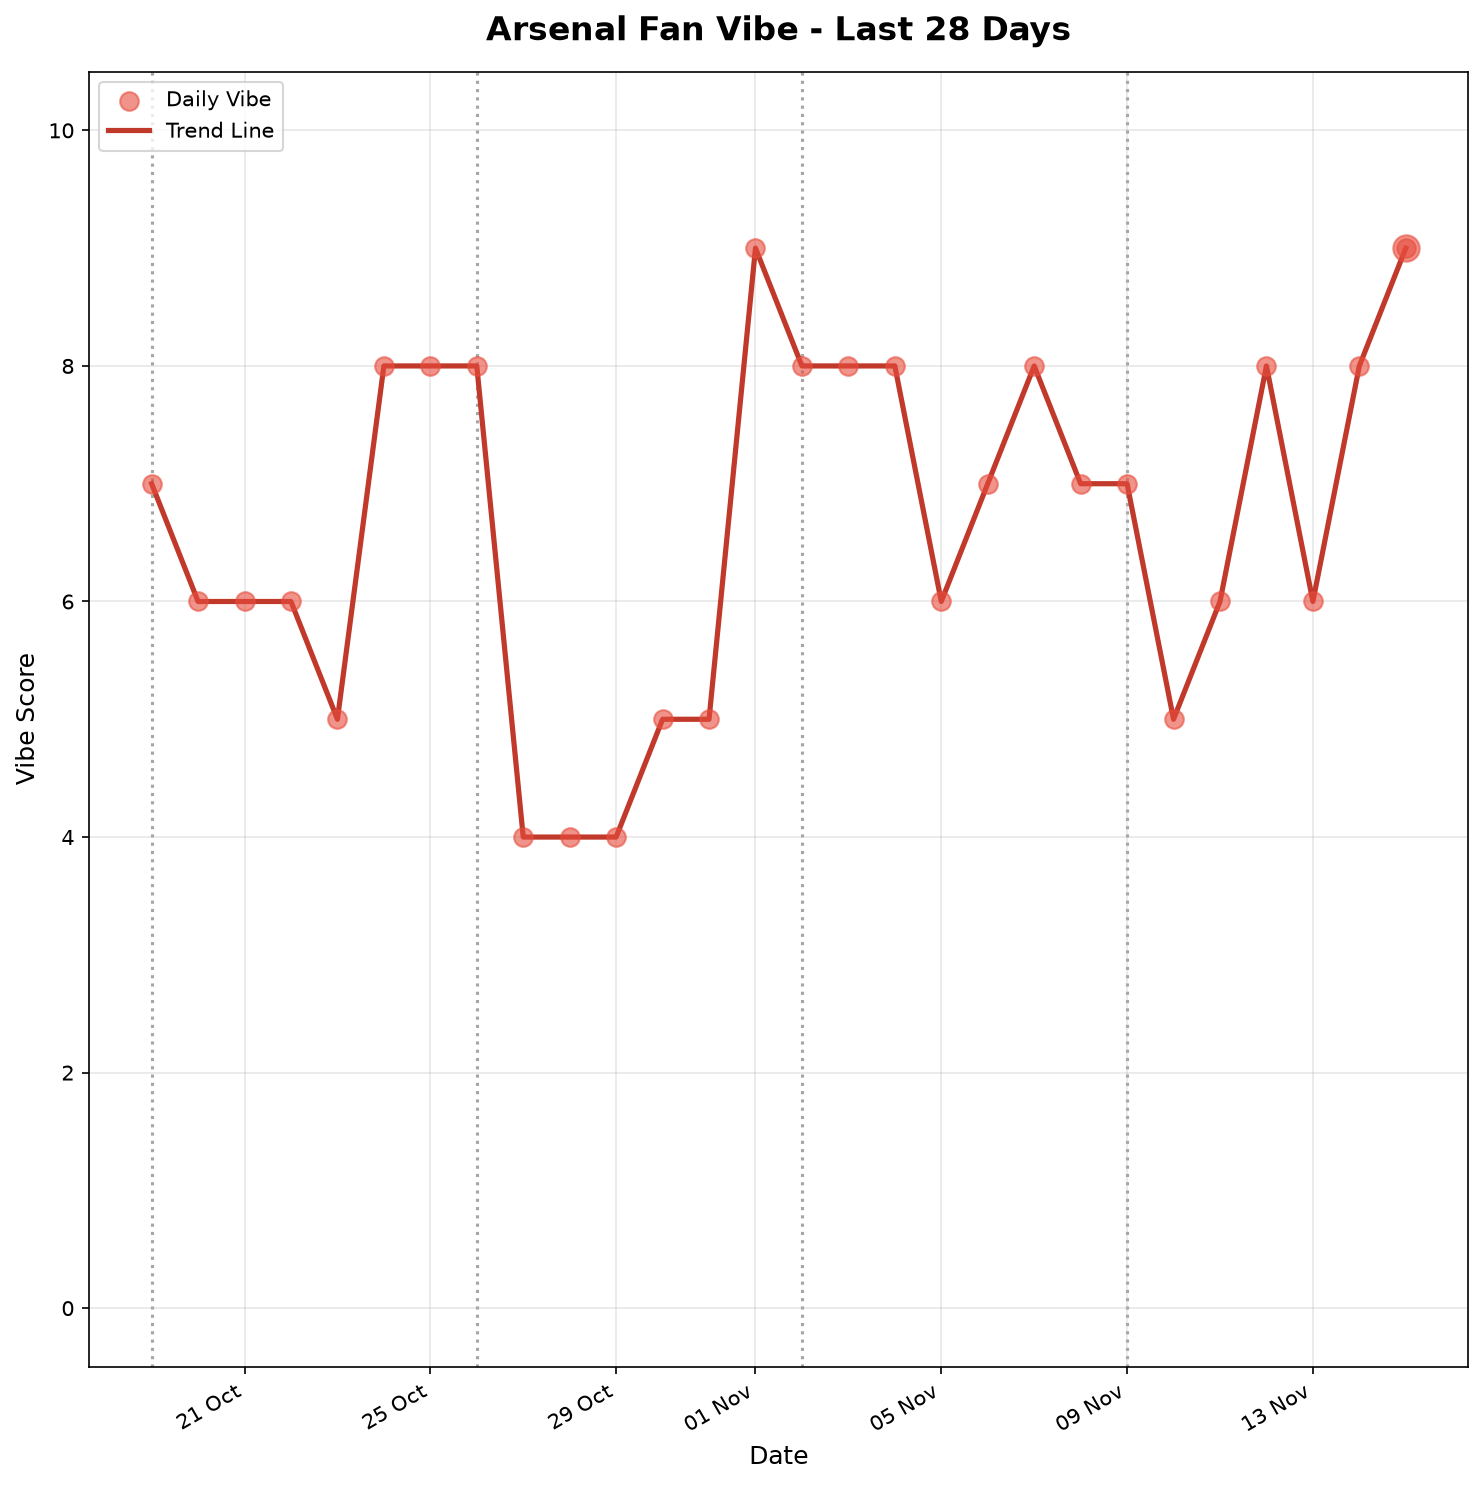 Arsenal Fan Vibe - Last 28 Days
Daily Vibe
Trend Line
Vibe Score
10
8
6
4
2
0
21 Oct
25 Oct
29 Oct
01 Nov
05 Nov
09 Nov
13 Nov
Date